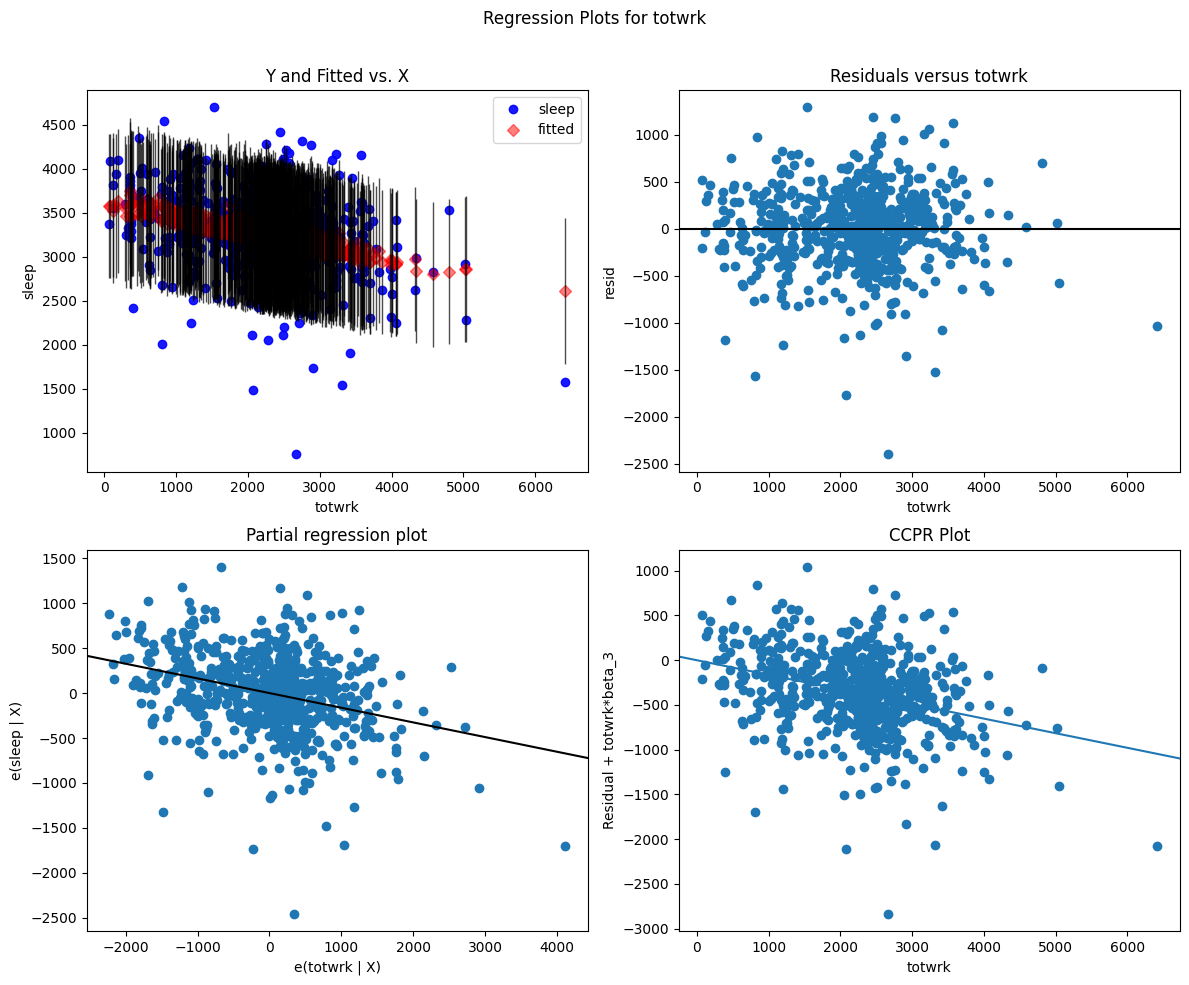 Regression Plots for totwrk
Y and Fitted vs. X
sleep
fitted
4500
4000
3500
3000
2500
2000
1500
1000
sleep
0 1000 2000 3000 4000 5000 6000
totwrk
Residuals versus totwrk
1000
500
0
−500
−1000
−1500
−2000
−2500
resid
0 1000 2000 3000 4000 5000 6000
totwrk
Partial regression plot
1500
1000
500
0
−500
−1000
−1500
−2000
−2500
e(sleep | X)
−2000 −1000 0 1000 2000 3000 4000
e(totwrk | X)
CCPR Plot
1000
500
0
−500
−1000
−1500
−2000
−2500
−3000
Residual + totwrk*beta_3
0 1000 2000 3000 4000 5000 6000
totwrk